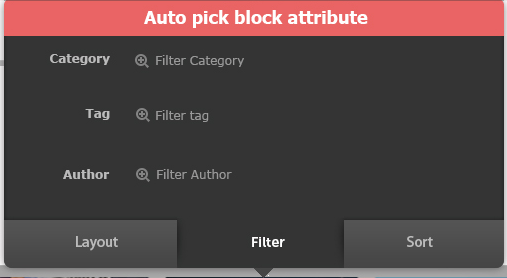 Auto pick block attribute
Category Filter Category
Tag Filter tag
Author Filter Author
Layout Filter Sort